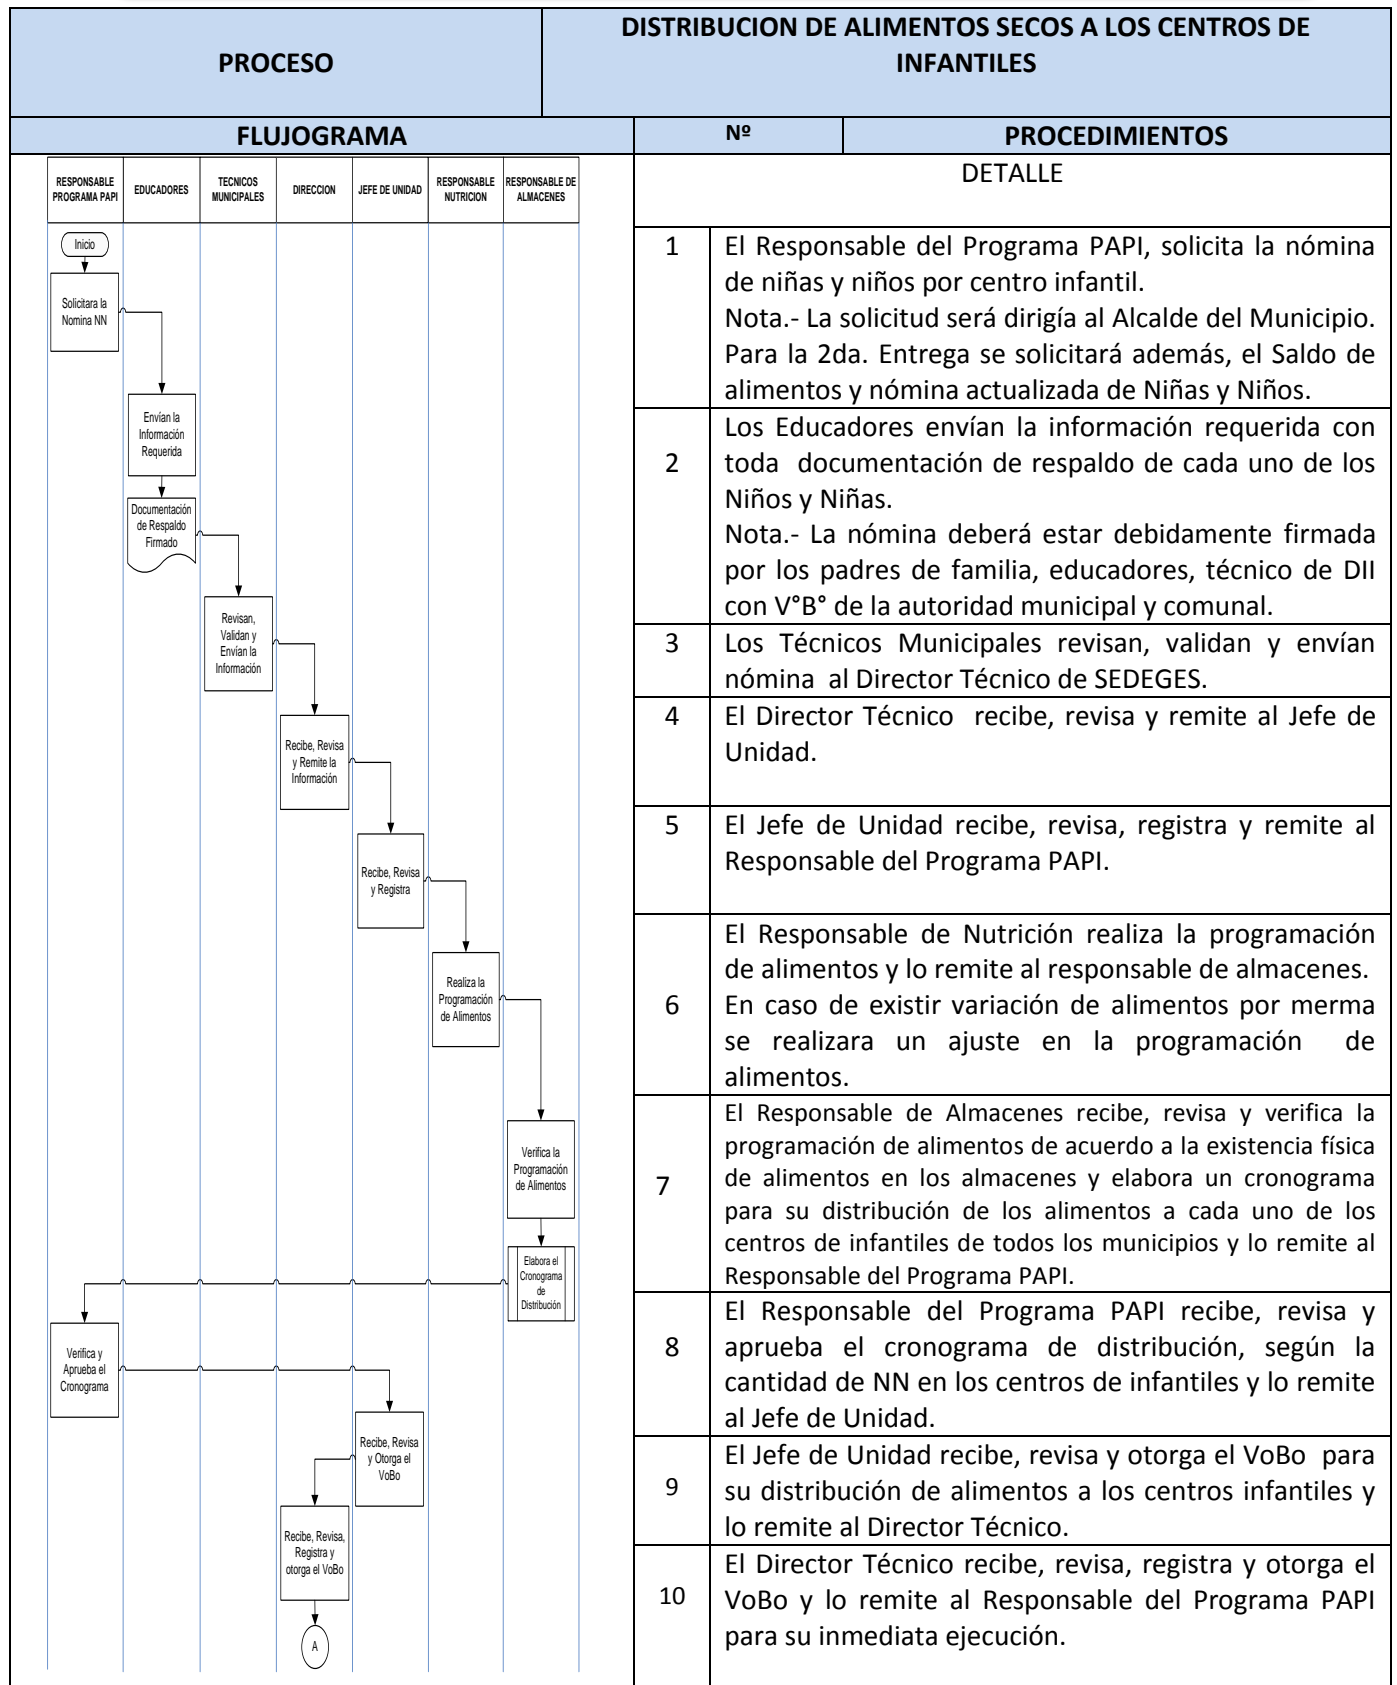 PROCESO
DISTRIBUCION DE ALIMENTOS SECOS A LOS CENTROS DE
INFANTILES
FLUJOGRAMA
Nº
PROCEDIMIENTOS
RESPONSABLE
PROGRAMA PAPI
EDUCADORES
TECNICOS
MUNICIPALES
DIRECCION
JEFE DE UNIDAD
RESPONSABLE
NUTRICION
RESPONSABLE DE
ALMACENES
Inicio
Solicitara la
Nomina NN
Envían la
Información
Requerida
Documentación
de Respaldo
Firmado
Revisan,
Validan y
Envían la
Información
Recibe, Revisa
y Remite la
Información
Recibe, Revisa
y Registra
Realiza la
Programación
de Alimentos
Verifica la
Programación
de Alimentos
Elabora el
Cronograma
de
Distribución
Verifica y
Aprueba el
Cronograma
Recibe, Revisa
y Otorga el
VoBo
Recibe, Revisa,
Registra y
otorga el VoBo
A
DETALLE
1
El Responsable del Programa PAPI, solicita la nómina
de niñas y niños por centro infantil.
Nota.- La solicitud será dirigía al Alcalde del Municipio.
Para la 2da. Entrega se solicitará además, el Saldo de
alimentos y nómina actualizada de Niñas y Niños.
2
Los Educadores envían la información requerida con
toda documentación de respaldo de cada uno de los
Niños y Niñas.
Nota.- La nómina deberá estar debidamente firmada
por los padres de familia, educadores, técnico de DII
con V°B° de la autoridad municipal y comunal.
3
Los Técnicos Municipales revisan, validan y envían
nómina al Director Técnico de SEDEGES.
4
El Director Técnico recibe, revisa y remite al Jefe de
Unidad.
5
El Jefe de Unidad recibe, revisa, registra y remite al
Responsable del Programa PAPI.
6
El Responsable de Nutrición realiza la programación
de alimentos y lo remite al responsable de almacenes.
En caso de existir variación de alimentos por merma
se realizara un ajuste en la programación de
alimentos.
7
El Responsable de Almacenes recibe, revisa y verifica la
programación de alimentos de acuerdo a la existencia física
de alimentos en los almacenes y elabora un cronograma
para su distribución de los alimentos a cada uno de los
centros de infantiles de todos los municipios y lo remite al
Responsable del Programa PAPI.
8
El Responsable del Programa PAPI recibe, revisa y
aprueba el cronograma de distribución, según la
cantidad de NN en los centros de infantiles y lo remite
al Jefe de Unidad.
9
El Jefe de Unidad recibe, revisa y otorga el VoBo para
su distribución de alimentos a los centros infantiles y
lo remite al Director Técnico.
10
El Director Técnico recibe, revisa, registra y otorga el
VoBo y lo remite al Responsable del Programa PAPI
para su inmediata ejecución.